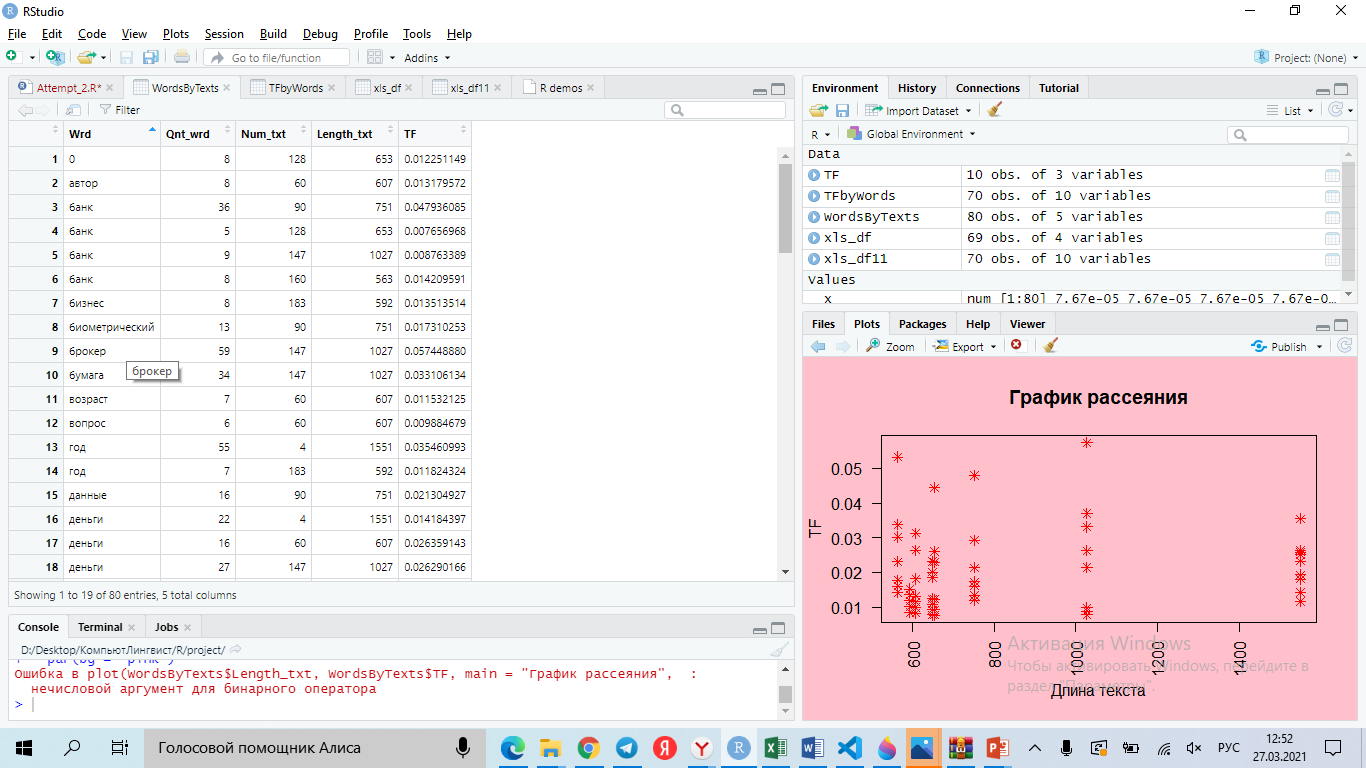 RStudio
File Edit Code View Plots Session Build Debug Profile Tools Help
Go to file/function Addins Project: (None)
Attempt_2.R* WordsByTexts TFbyWords xls_df xls_df11 R demos
Filter
Wrd Qnt_wrd Num_txt Length_txt TF
1 0 8 128 653 0.012251149
2 автор 8 60 607 0.013179572
3 банк 36 90 751 0.047936085
4 банк 5 128 653 0.007656968
5 банк 9 147 1027 0.008763389
6 банк 8 160 563 0.014209591
7 бизнес 8 183 592 0.013513514
8 биометрический 13 90 751 0.017310253
9 брокер 59 147 1027 0.057448880
брокер
10 бумага 34 147 1027 0.033106134
11 возраст 7 60 607 0.011532125
12 вопрос 6 60 607 0.009884679
13 год 55 4 1551 0.035460993
14 год 7 183 592 0.011824324
15 данные 16 90 751 0.021304927
16 деньги 22 4 1551 0.014184397
17 деньги 16 60 607 0.026359143
18 деньги 27 147 1027 0.026290166
Showing 1 to 19 of 80 entries, 5 total columns
Console Terminal Jobs
D:/Desktop/КомпьютЛингвист/R/project/
Ошибка в plot(WordsByTexts$Length_txt, WordsByTexts$TF, main = "График рассеяния", :
нечисловой аргумент для бинарного оператора
>
Environment History Connections Tutorial
Import Dataset List
R Global Environment
Data
TF 10 obs. of 3 variables
TFbyWords 70 obs. of 10 variables
WordsByTexts 80 obs. of 5 variables
xls_df 69 obs. of 4 variables
xls_df11 70 obs. of 10 variables
Values
x num [1:80] 7.67e-05 7.67e-05 7.67e-05 7.67e-0…
Files Plots Packages Help Viewer
Zoom Export Publish
График рассеяния
TF
0.05
0.04
0.03
0.02
0.01
600 800 1000 1200 1400
Длина текста
Активация Windows
Чтобы активировать Windows, перейдите в
раздел "Параметры".
Голосовой помощник Алиса
РУС
12:52
27.03.2021